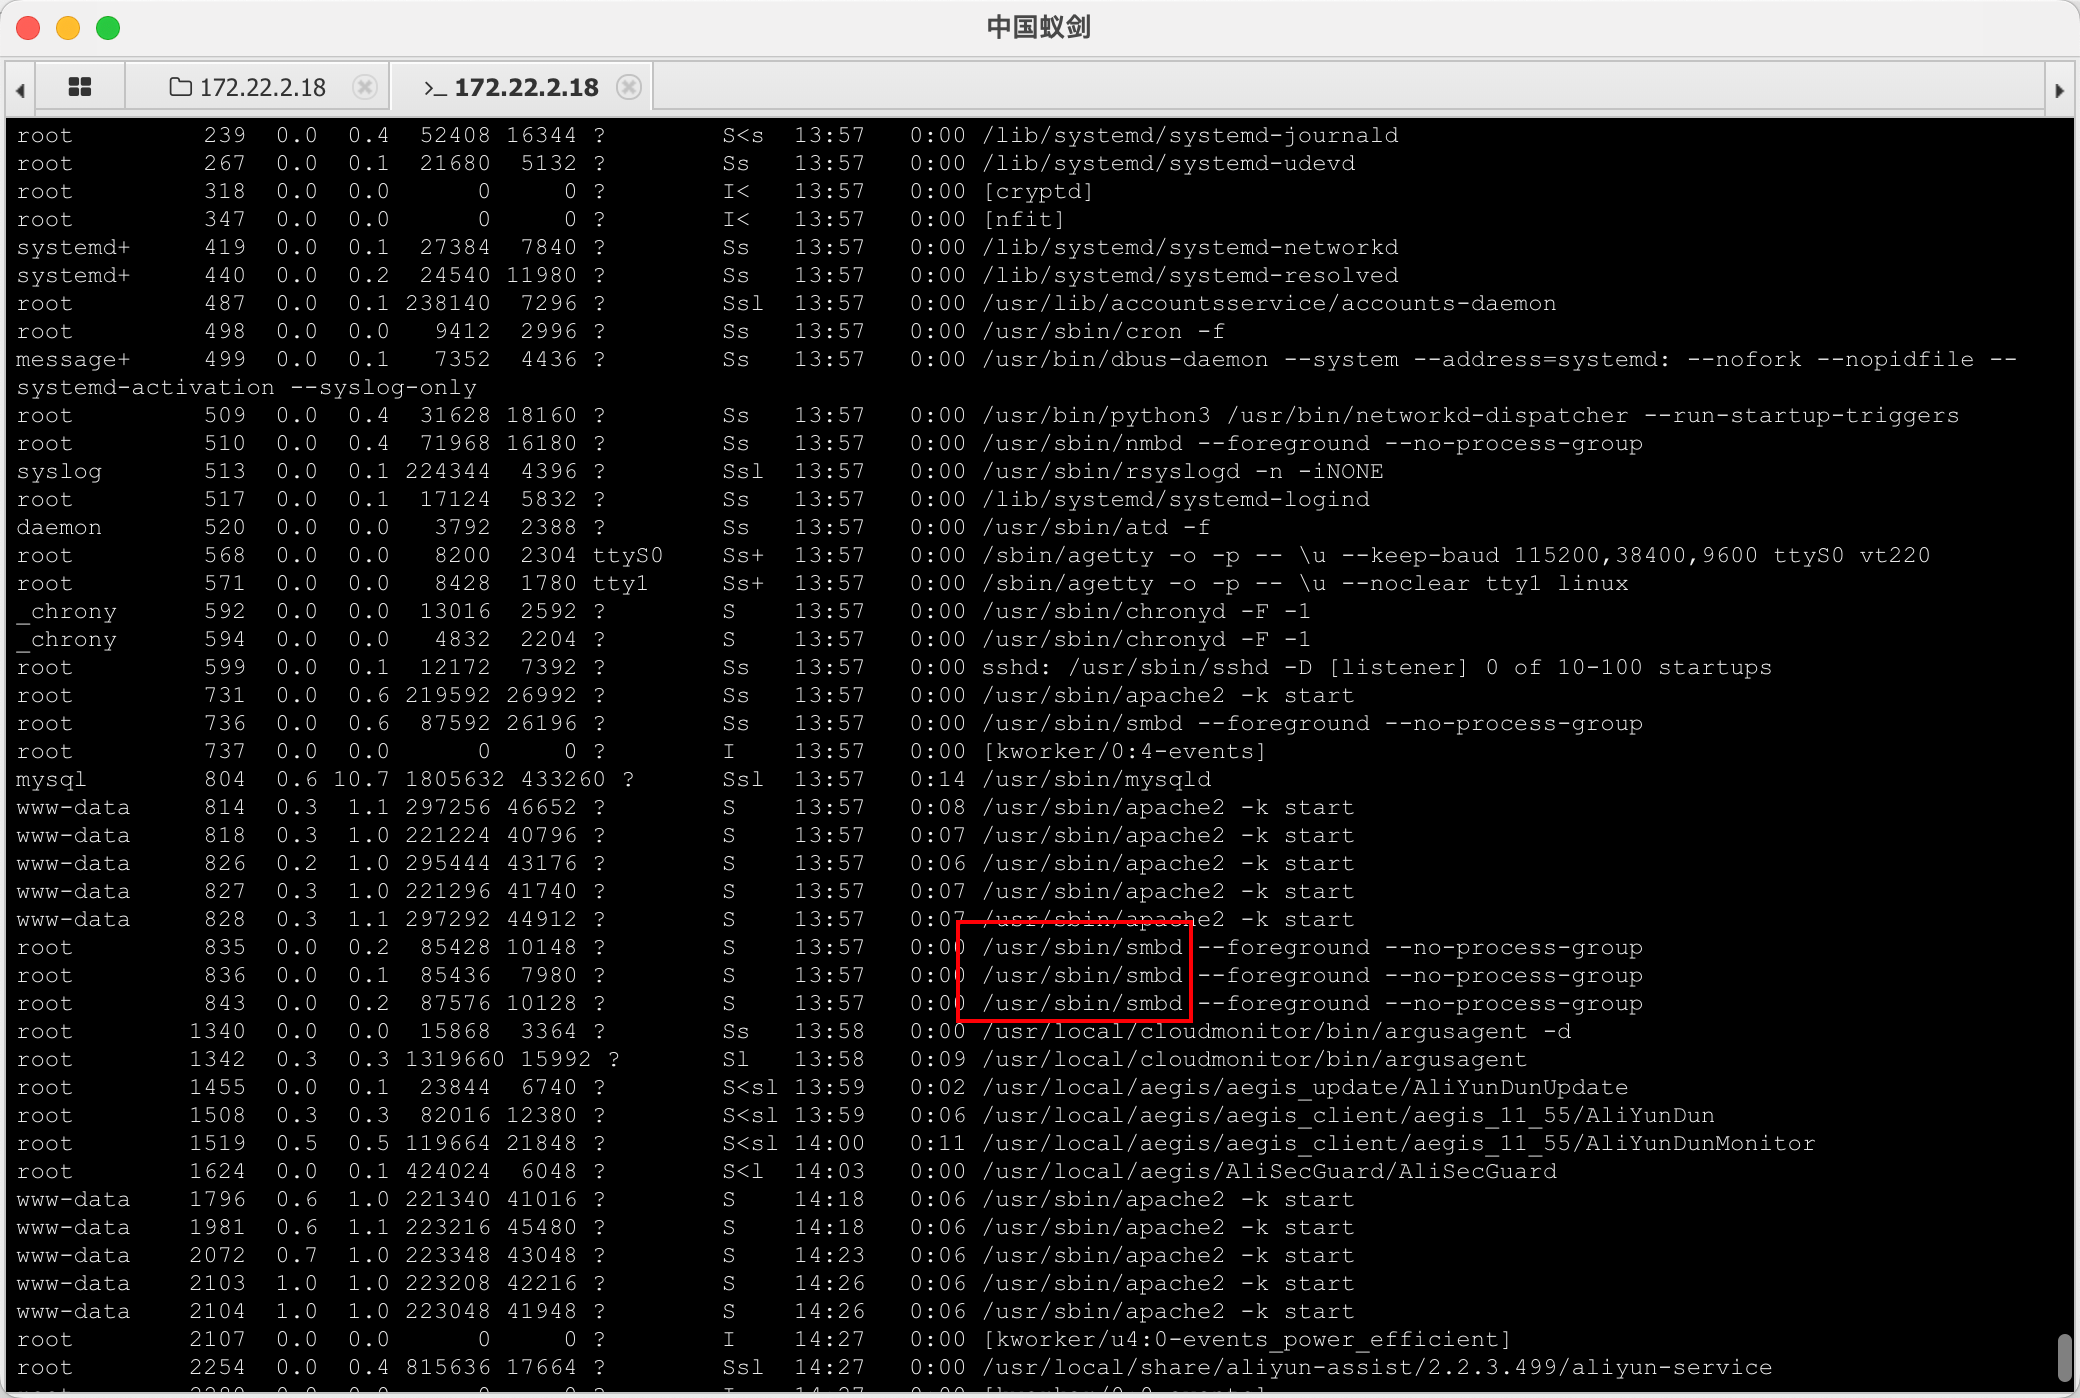 中国蚁剑
172.22.2.18 >_ 172.22.2.18
root 239 0.0 0.4 52408 16344 ? S<s 13:57 0:00 /lib/systemd/systemd-journald
root 267 0.0 0.1 21680 5132 ? Ss 13:57 0:00 /lib/systemd/systemd-udevd
root 318 0.0 0.0 0 0 ? I< 13:57 0:00 [cryptd]
root 347 0.0 0.0 0 0 ? I< 13:57 0:00 [nfit]
systemd+ 419 0.0 0.1 27384 7840 ? Ss 13:57 0:00 /lib/systemd/systemd-networkd
systemd+ 440 0.0 0.2 24540 11980 ? Ss 13:57 0:00 /lib/systemd/systemd-resolved
root 487 0.0 0.1 238140 7296 ? Ssl 13:57 0:00 /usr/lib/accountsservice/accounts-daemon
root 498 0.0 0.0 9412 2996 ? Ss 13:57 0:00 /usr/sbin/cron -f
message+ 499 0.0 0.1 7352 4436 ? Ss 13:57 0:00 /usr/bin/dbus-daemon --system --address=systemd: --nofork --nopidfile --
systemd-activation --syslog-only
root 509 0.0 0.4 31628 18160 ? Ss 13:57 0:00 /usr/bin/python3 /usr/bin/networkd-dispatcher --run-startup-triggers
root 510 0.0 0.4 71968 16180 ? Ss 13:57 0:00 /usr/sbin/nmbd --foreground --no-process-group
syslog 513 0.0 0.1 224344 4396 ? Ssl 13:57 0:00 /usr/sbin/rsyslogd -n -iNONE
root 517 0.0 0.1 17124 5832 ? Ss 13:57 0:00 /lib/systemd/systemd-logind
daemon 520 0.0 0.0 3792 2388 ? Ss 13:57 0:00 /usr/sbin/atd -f
root 568 0.0 0.0 8200 2304 ttyS0 Ss+ 13:57 0:00 /sbin/agetty -o -p -- \u --keep-baud 115200,38400,9600 ttyS0 vt220
root 571 0.0 0.0 8428 1780 tty1 Ss+ 13:57 0:00 /sbin/agetty -o -p -- \u --noclear tty1 linux
_chrony 592 0.0 0.0 13016 2592 ? S 13:57 0:00 /usr/sbin/chronyd -F -1
_chrony 594 0.0 0.0 4832 2204 ? S 13:57 0:00 /usr/sbin/chronyd -F -1
root 599 0.0 0.1 12172 7392 ? Ss 13:57 0:00 sshd: /usr/sbin/sshd -D [listener] 0 of 10-100 startups
root 731 0.0 0.6 219592 26992 ? Ss 13:57 0:00 /usr/sbin/apache2 -k start
root 736 0.0 0.6 87592 26196 ? Ss 13:57 0:00 /usr/sbin/smbd --foreground --no-process-group
root 737 0.0 0.0 0 0 ? I 13:57 0:00 [kworker/0:4-events]
mysql 804 0.6 10.7 1805632 433260 ? Ssl 13:57 0:14 /usr/sbin/mysqld
www-data 814 0.3 1.1 297256 46652 ? S 13:57 0:08 /usr/sbin/apache2 -k start
www-data 818 0.3 1.0 221224 40796 ? S 13:57 0:07 /usr/sbin/apache2 -k start
www-data 826 0.2 1.0 295444 43176 ? S 13:57 0:06 /usr/sbin/apache2 -k start
www-data 827 0.3 1.0 221296 41740 ? S 13:57 0:07 /usr/sbin/apache2 -k start
www-data 828 0.3 1.1 297292 44912 ? S 13:57 0:07 /usr/sbin/apache2 -k start
root 835 0.0 0.2 85428 10148 ? S 13:57 0:00 /usr/sbin/smbd --foreground --no-process-group
root 836 0.0 0.1 85436 7980 ? S 13:57 0:00 /usr/sbin/smbd --foreground --no-process-group
root 843 0.0 0.2 87576 10128 ? S 13:57 0:00 /usr/sbin/smbd --foreground --no-process-group
root 1340 0.0 0.0 15868 3364 ? Ss 13:58 0:00 /usr/local/cloudmonitor/bin/argusagent -d
root 1342 0.3 0.3 1319660 15992 ? Sl 13:58 0:09 /usr/local/cloudmonitor/bin/argusagent
root 1455 0.0 0.1 23844 6740 ? S<sl 13:59 0:02 /usr/local/aegis/aegis_update/AliYunDunUpdate
root 1508 0.3 0.3 82016 12380 ? S<sl 13:59 0:06 /usr/local/aegis/aegis_client/aegis_11_55/AliYunDun
root 1519 0.5 0.5 119664 21848 ? S<sl 14:00 0:11 /usr/local/aegis/aegis_client/aegis_11_55/AliYunDunMonitor
root 1624 0.0 0.1 424024 6048 ? S<l 14:03 0:00 /usr/local/aegis/AliSecGuard/AliSecGuard
www-data 1796 0.6 1.0 221340 41016 ? S 14:18 0:06 /usr/sbin/apache2 -k start
www-data 1981 0.6 1.1 223216 45480 ? S 14:18 0:06 /usr/sbin/apache2 -k start
www-data 2072 0.7 1.0 223348 43048 ? S 14:23 0:06 /usr/sbin/apache2 -k start
www-data 2103 1.0 1.0 223208 42216 ? S 14:26 0:06 /usr/sbin/apache2 -k start
www-data 2104 1.0 1.0 223048 41948 ? S 14:26 0:06 /usr/sbin/apache2 -k start
root 2107 0.0 0.0 0 0 ? I 14:27 0:00 [kworker/u4:0-events_power_efficient]
root 2254 0.0 0.4 815636 17664 ? Ssl 14:27 0:00 /usr/local/share/aliyun-assist/2.2.3.499/aliyun-service